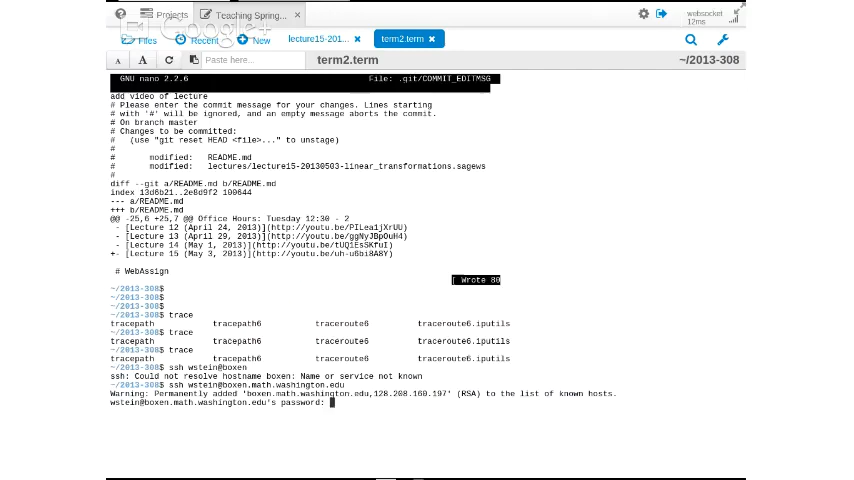 Projects
Teaching Spring... ×
websocket
12ms
Google+
Files
Recent
New
lecture15-201... ×
term2.term ×
A A Paste here... term2.term ~/2013-308
GNU nano 2.2.6 File: .git/COMMIT_EDITMSG
add video of lecture
# Please enter the commit message for your changes. Lines starting
# with '#' will be ignored, and an empty message aborts the commit.
# On branch master
# Changes to be committed:
#   (use "git reset HEAD <file>..." to unstage)
#
#       modified:   README.md
#       modified:   lectures/lecture15-20130503-linear_transformations.sagews
#
diff --git a/README.md b/README.md
index 13d6b21..2e8d9f2 100644
--- a/README.md
+++ b/README.md
@@ -25,6 +25,7 @@ Office Hours: Tuesday 12:30 - 2
 - [Lecture 12 (April 24, 2013)](http://youtu.be/PILea1jXrUU)
 - [Lecture 13 (April 29, 2013)](http://youtu.be/ggNyJBpOuH4)
 - [Lecture 14 (May 1, 2013)](http://youtu.be/tUQ1EsSKfuI)
+- [Lecture 15 (May 3, 2013)](http://youtu.be/uh-u6bi8A8Y)
 # WebAssign
[ Wrote 80
~/2013-308$
~/2013-308$
~/2013-308$
~/2013-308$ trace
tracepath tracepath6 traceroute6 traceroute6.iputils
~/2013-308$ trace
tracepath tracepath6 traceroute6 traceroute6.iputils
~/2013-308$ trace
tracepath tracepath6 traceroute6 traceroute6.iputils
~/2013-308$ ssh wstein@boxen
ssh: Could not resolve hostname boxen: Name or service not known
~/2013-308$ ssh wstein@boxen.math.washington.edu
Warning: Permanently added 'boxen.math.washington.edu,128.208.160.197' (RSA) to the list of known hosts.
wstein@boxen.math.washington.edu's password: